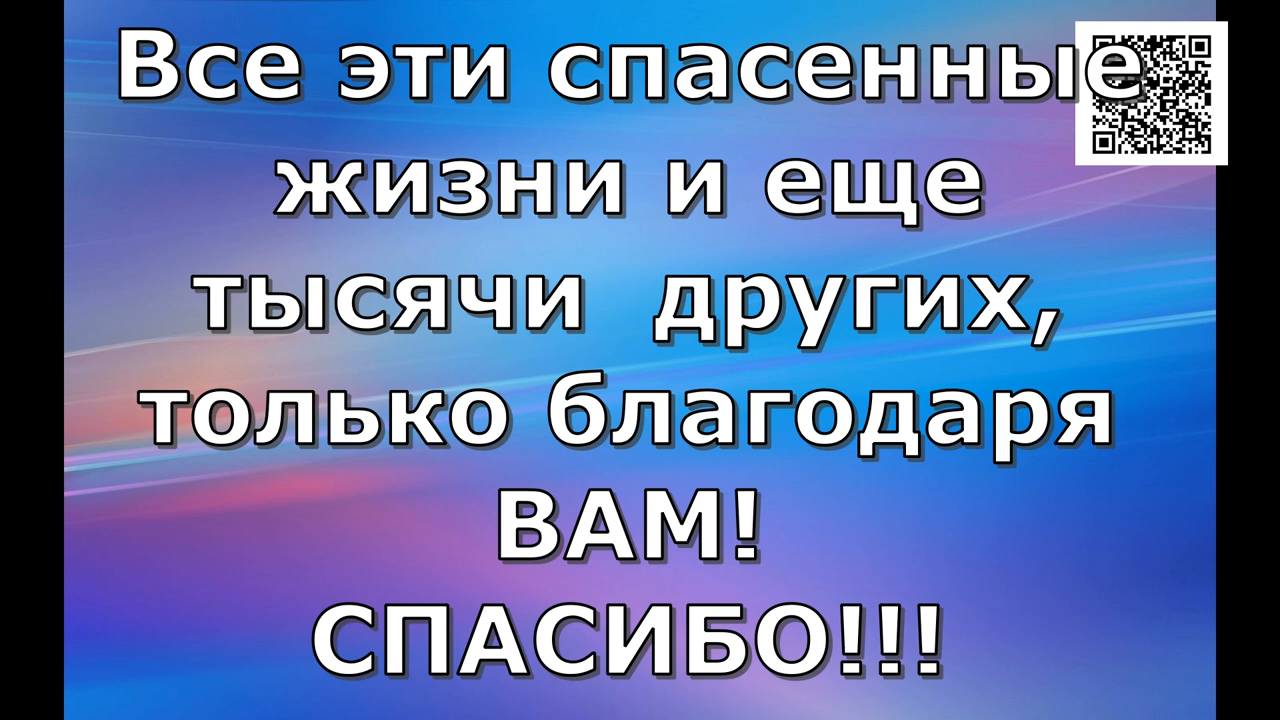 Все эти спасенные
жизни и еще
тысячи  других,
только благодаря
ВАМ!
СПАСИБО!!!